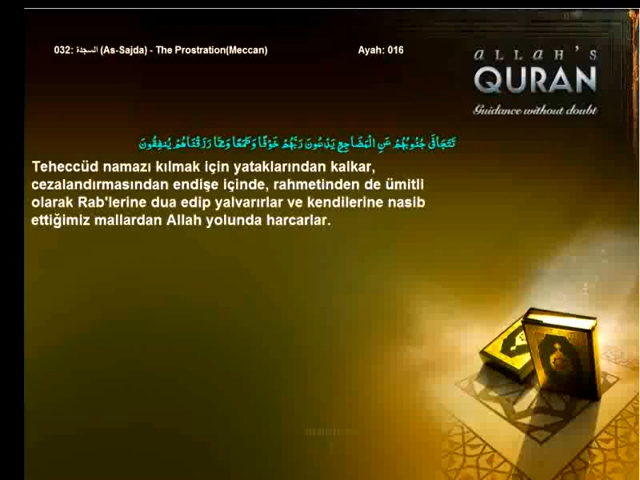 032: السجدة (As-Sajda) - The Prostration(Meccan) Ayah: 016
ALLAH'S
QURAN
Guidance without doubt
تَتَجَافَىٰ جُنُوبُهُمْ عَنِ الْمَضَاجِعِ يَدْعُونَ رَبَّهُمْ خَوْفًا وَطَمَعًا وَمِمَّا رَزَقْنَاهُمْ يُنفِقُونَ
Teheccüd namazı kılmak için yataklarından kalkar,
cezalandırmasından endişe içinde, rahmetinden de ümitli
olarak Rab'lerine dua edip yalvarırlar ve kendilerine nasib
ettiğimiz mallardan Allah yolunda harcarlar.